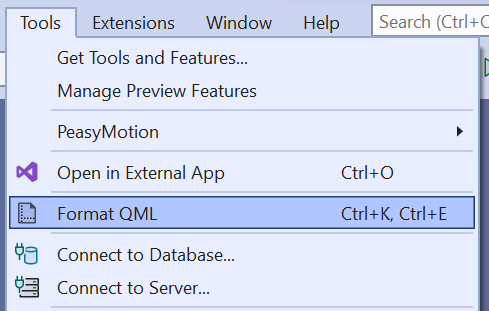 Tools Extensions Window Help Search (Ctrl+Q
Get Tools and Features...
Manage Preview Features
PeasyMotion
Open in External App Ctrl+O
Format QML Ctrl+K, Ctrl+E
Connect to Database...
Connect to Server...